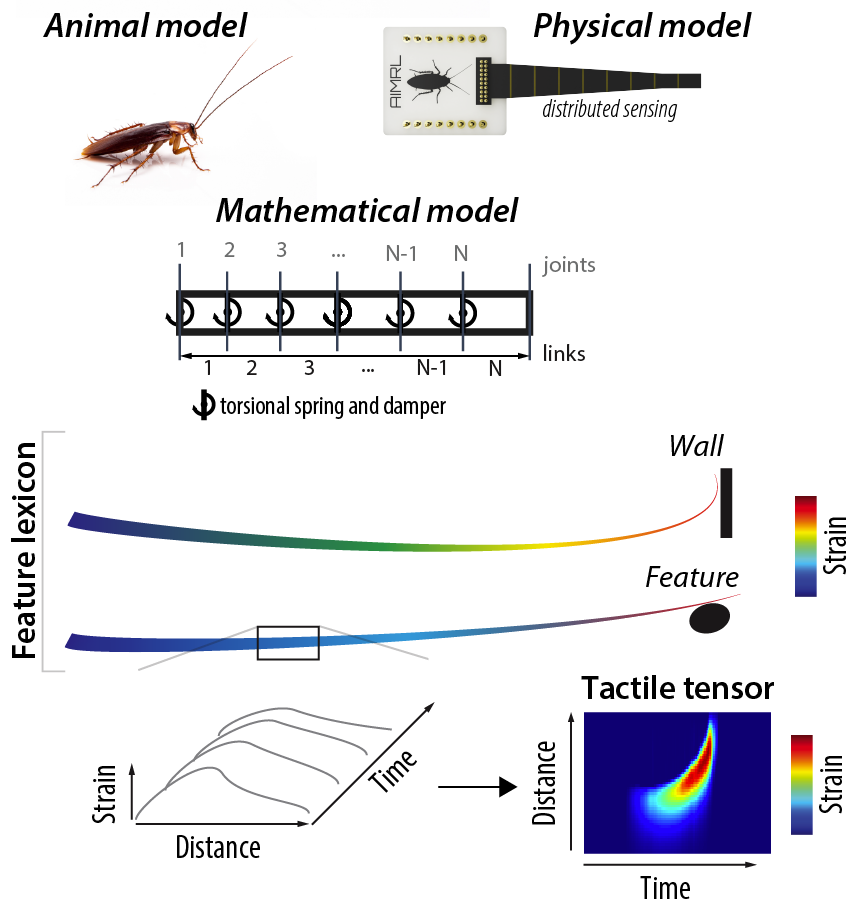 Animal model
Physical model
AIMRL
distributed sensing
Mathematical model
1 2 3 ... N-1 N
joints
links
1 2 3 ... N-1 N
torsional spring and damper
Feature lexicon
Wall
Strain
Feature
Tactile tensor
Strain
Distance
Time
Distance
Time
Strain